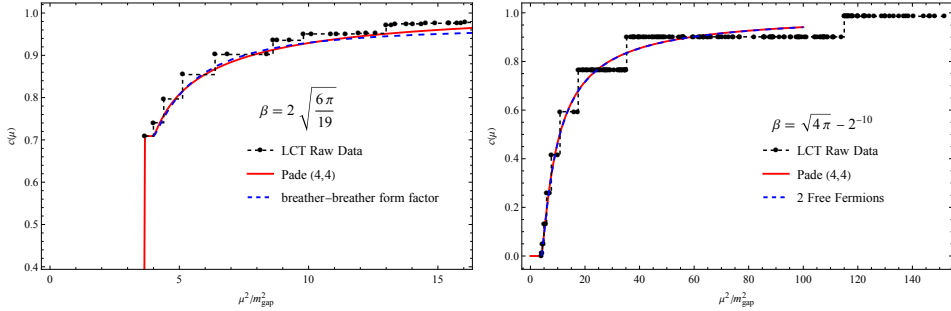 1.0
0.9
0.8
0.7
0.6
0.5
0.4
c(μ)
β = 2 √(6 π / 19)
LCT Raw Data
Pade (4,4)
breather–breather form factor
0 5 10 15
μ²/m²gap
1.0
0.8
0.6
0.4
0.2
0.0
c(μ)
β = √(4 π) – 2⁻¹⁰
LCT Raw Data
Pade (4,4)
2 Free Fermions
0 20 40 60 80 100 120 140
μ²/m²gap